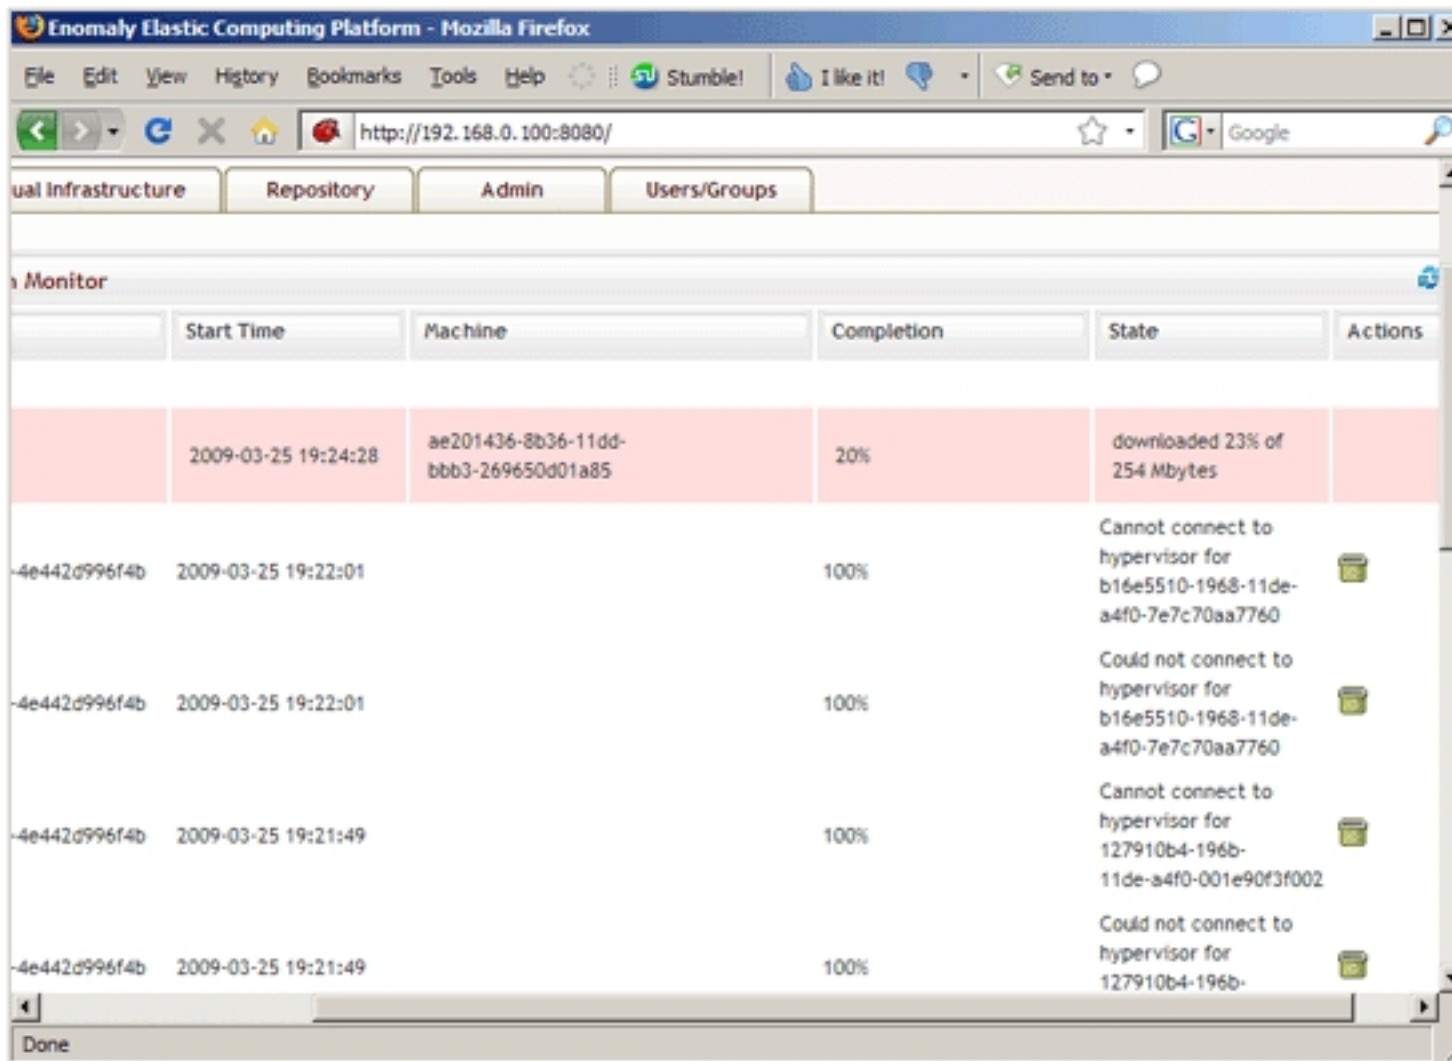 Enomaly Elastic Computing Platform - Mozilla Firefox
File Edit View History Bookmarks Tools Help Stumble! I like it! Send to
http://192.168.0.100:8080/ G Google
ual Infrastructure Repository Admin Users/Groups
Monitor
Start Time Machine Completion State Actions
2009-03-25 19:24:28 ae201436-8b36-11dd- 20% downloaded 23% of
bbb3-269650d01a85 254 Mbytes
Cannot connect to
hypervisor for
-4e442d996f4b 2009-03-25 19:22:01 100% b16e5510-1968-11de-
a4f0-7e7c70aa7760
Could not connect to
hypervisor for
-4e442d996f4b 2009-03-25 19:22:01 100% b16e5510-1968-11de-
a4f0-7e7c70aa7760
Cannot connect to
hypervisor for
-4e442d996f4b 2009-03-25 19:21:49 100% 127910b4-196b-
11de-a4f0-001e90f3f002
Could not connect to
hypervisor for
-4e442d996f4b 2009-03-25 19:21:49 100% 127910b4-196b-
Done